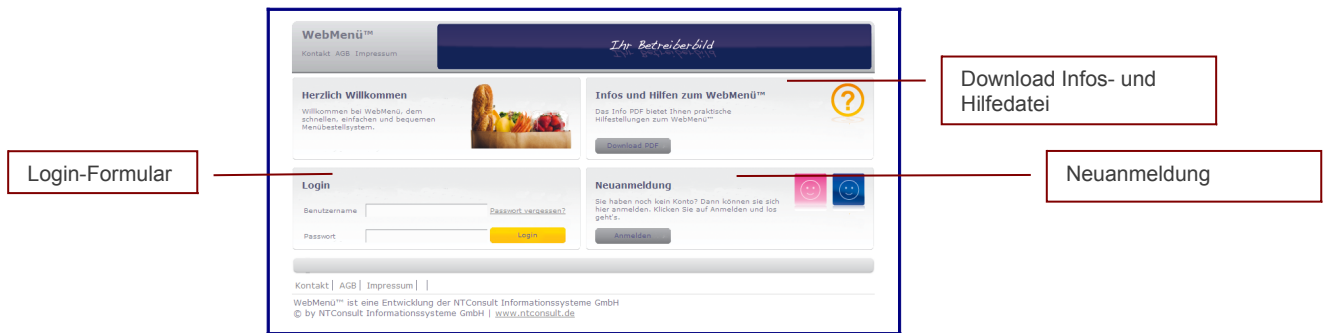 WebMenü™
Kontakt AGB Impressum
Ihr Betreiberbild
Herzlich Willkommen
Willkommen bei WebMenü, dem
schnellen, einfachen und bequemen
Menübestellsystem.
Infos und Hilfen zum WebMenü™
Das Info PDF bietet Ihnen praktische
Hilfestellungen zum WebMenü™
Download PDF
Download Infos- und
Hilfedatei
Login-Formular
Login
Benutzername
Passwort vergessen?
Passwort
Login
Neuanmeldung
Sie haben noch kein Konto? Dann können sie sich
hier anmelden. Klicken Sie auf Anmelden und los
geht's.
Anmelden
Neuanmeldung
Kontakt | AGB | Impressum | |
WebMenü™ ist eine Entwicklung der NTConsult Informationssysteme GmbH
© by NTConsult Informationssysteme GmbH | www.ntconsult.de